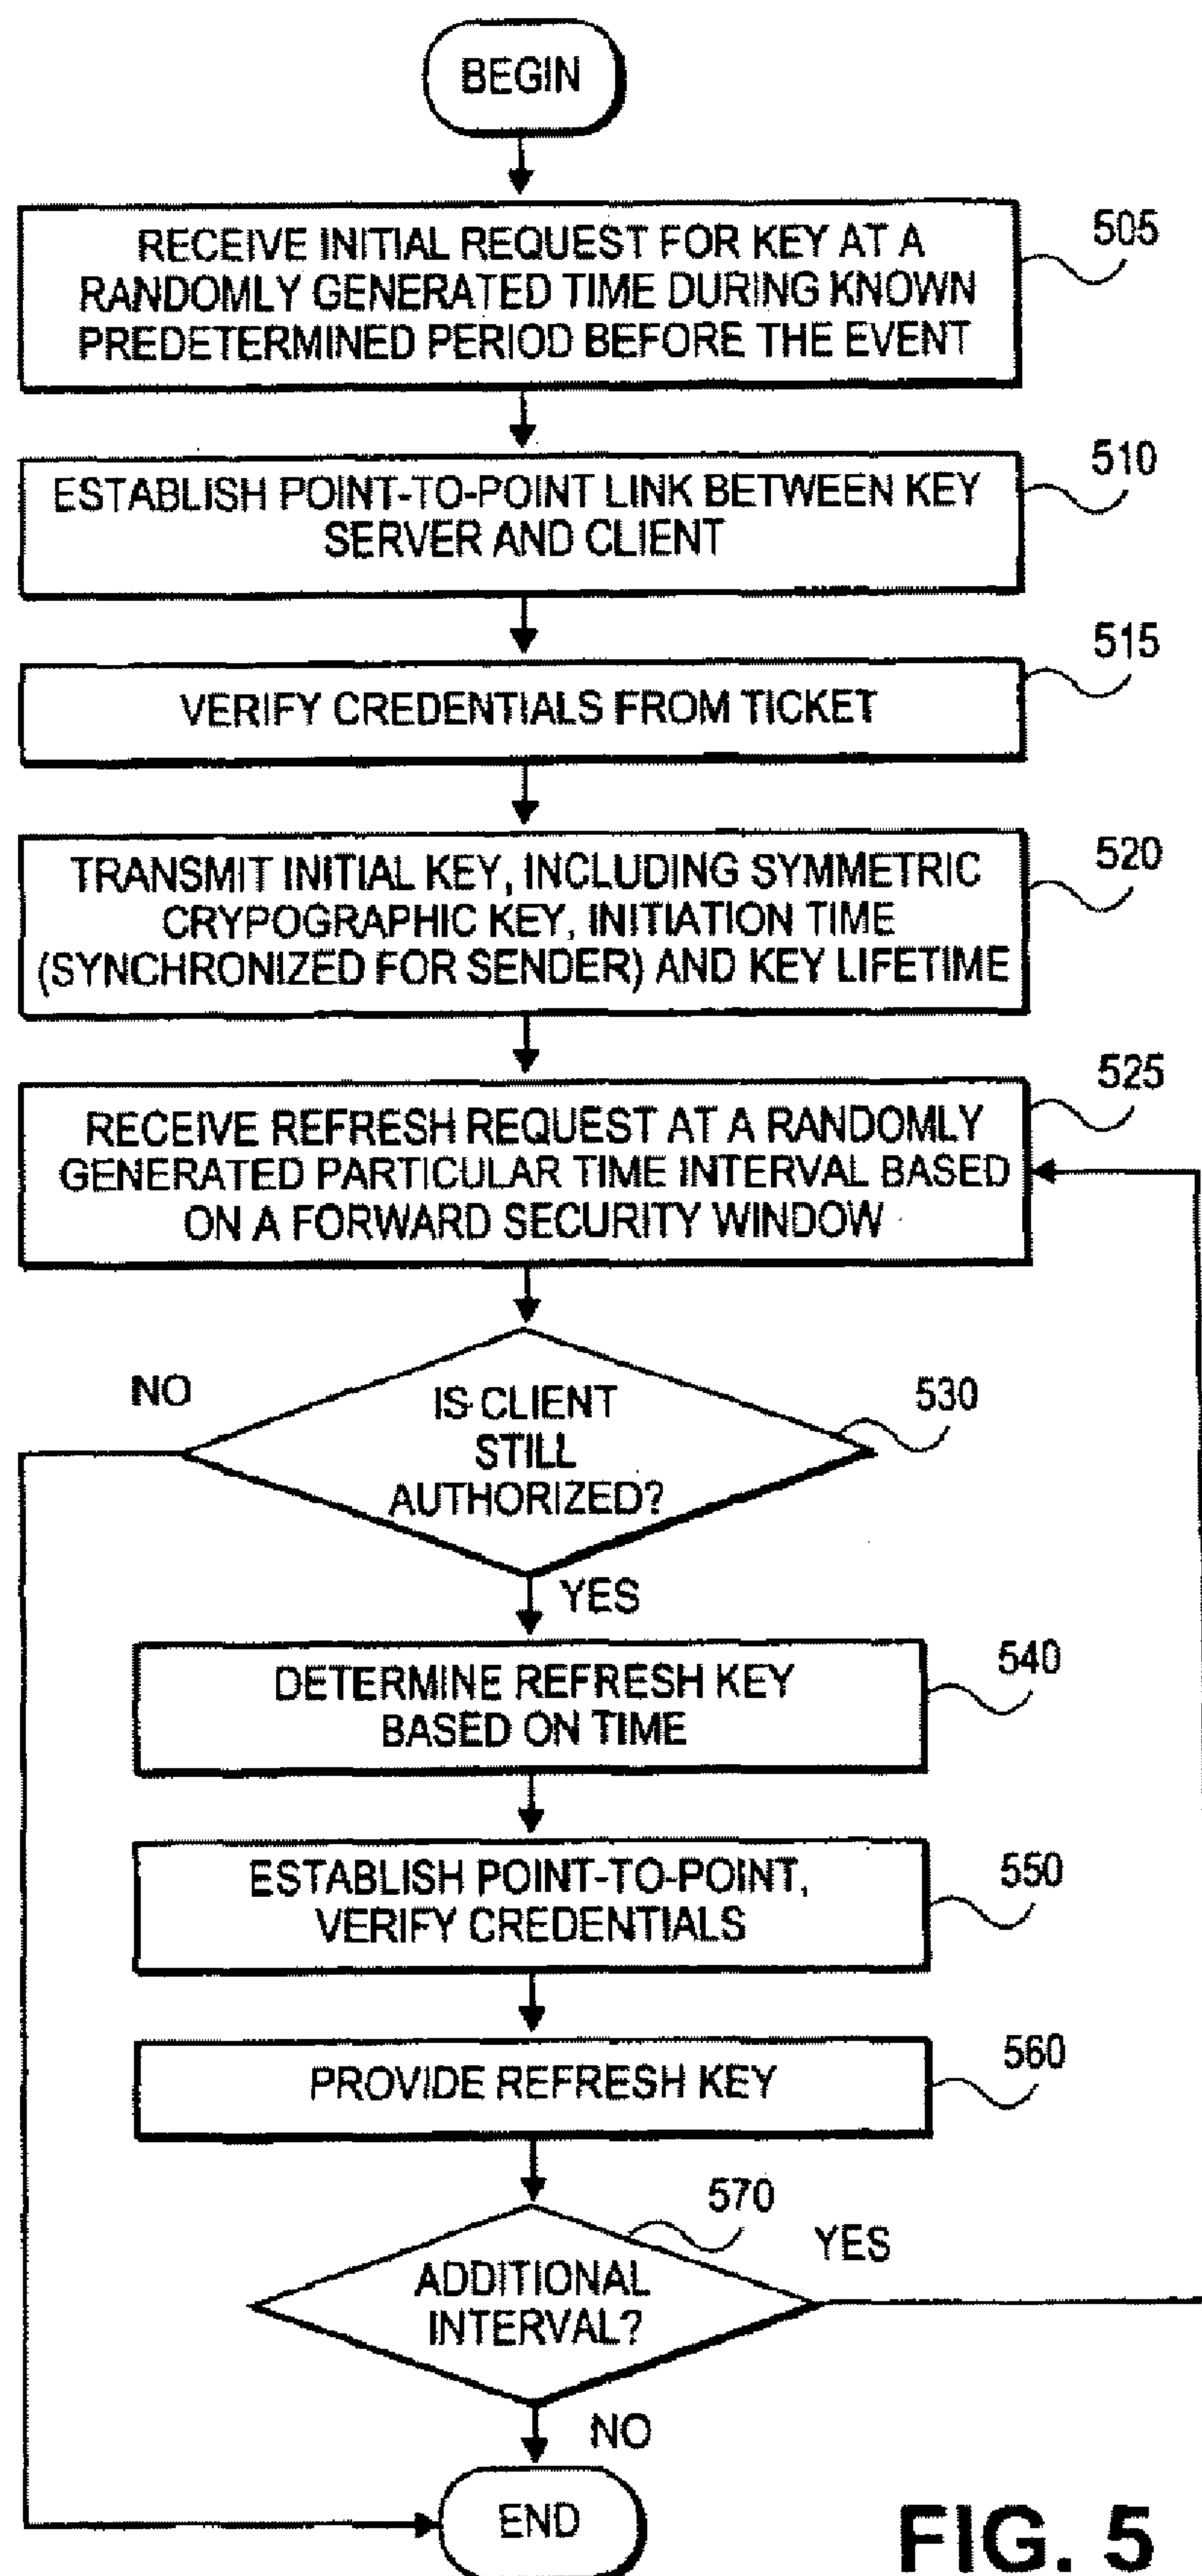 BEGIN
RECEIVE INITIAL REQUEST FOR KEY AT A
RANDOMLY GENERATED TIME DURING KNOWN
PREDETERMINED PERIOD BEFORE THE EVENT
505
ESTABLISH POINT-TO-POINT LINK BETWEEN KEY
SERVER AND CLIENT
510
VERIFY CREDENTIALS FROM TICKET
515
TRANSMIT INITIAL KEY, INCLUDING SYMMETRIC
CRYPOGRAPHIC KEY, INITIATION TIME
(SYNCHRONIZED FOR SENDER) AND KEY LIFETIME
520
RECEIVE REFRESH REQUEST AT A RANDOMLY
GENERATED PARTICULAR TIME INTERVAL BASED
ON A FORWARD SECURITY WINDOW
525
NO
IS CLIENT
STILL
AUTHORIZED?
530
YES
DETERMINE REFRESH KEY
BASED ON TIME
540
ESTABLISH POINT-TO-POINT,
VERIFY CREDENTIALS
550
PROVIDE REFRESH KEY
560
570
ADDITIONAL
INTERVAL?
YES
NO
END
FIG. 5